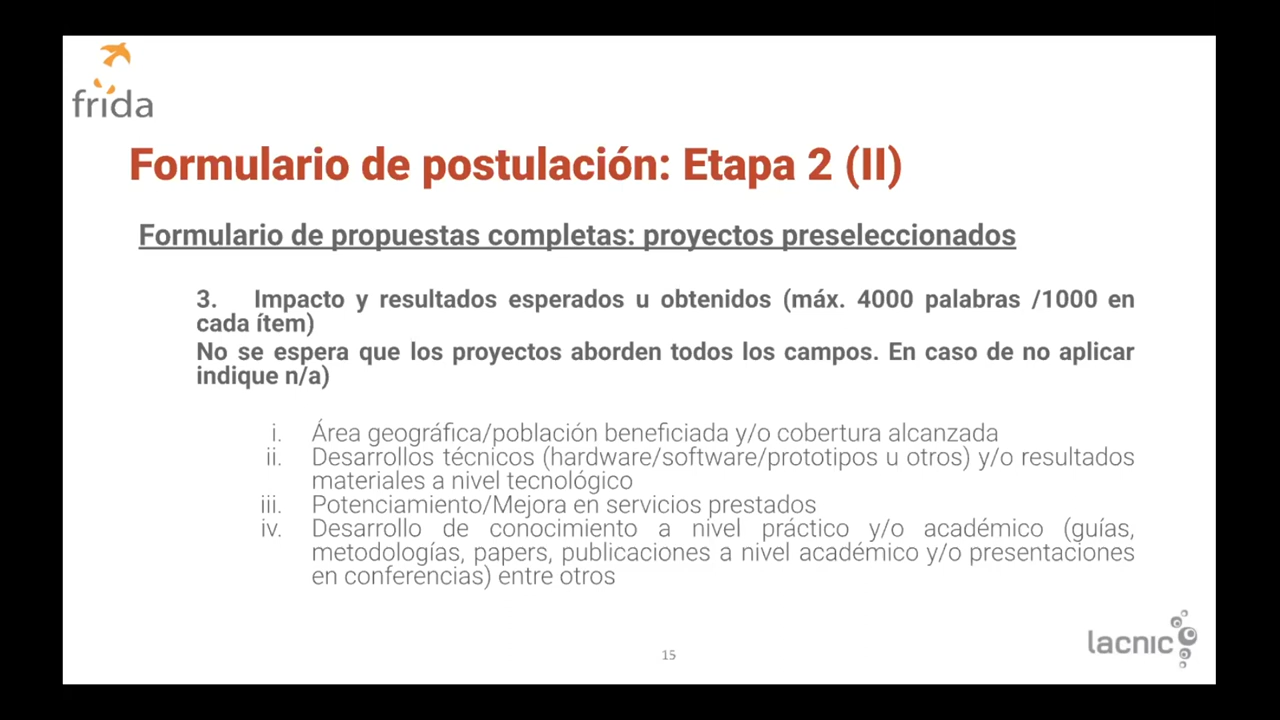 frida
Formulario de postulación: Etapa 2 (II)
Formulario de propuestas completas: proyectos preseleccionados
3. Impacto y resultados esperados u obtenidos (máx. 4000 palabras /1000 en
cada ítem)
No se espera que los proyectos aborden todos los campos. En caso de no aplicar
indique n/a)
i. Área geográfica/población beneficiada y/o cobertura alcanzada
ii. Desarrollos técnicos (hardware/software/prototipos u otros) y/o resultados
materiales a nivel tecnológico
iii. Potenciamiento/Mejora en servicios prestados
iv. Desarrollo de conocimiento a nivel práctico y/o académico (guías,
metodologías, papers, publicaciones a nivel académico y/o presentaciones
en conferencias) entre otros
lacnic
15